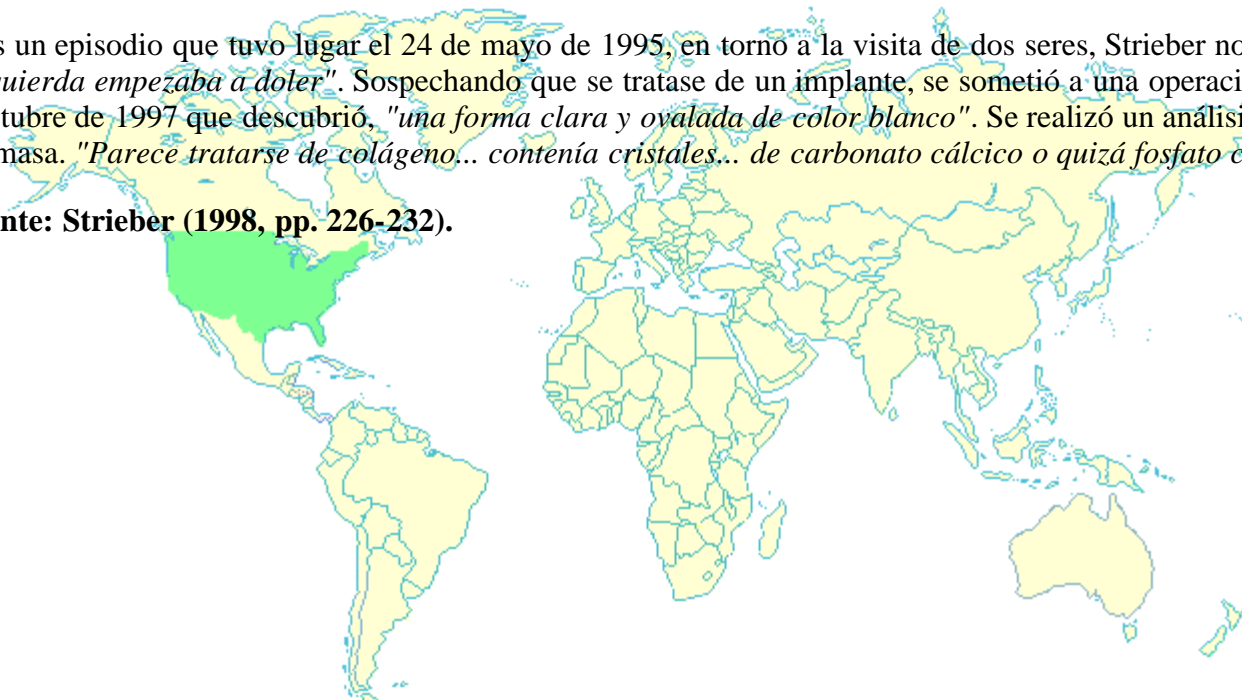 s un episodio que tuvo lugar el 24 de mayo de 1995, en torno a la visita de dos seres, Strieber no
uierda empezaba a doler". Sospechando que se tratase de un implante, se sometió a una operaci
tubre de 1997 que descubrió, "una forma clara y ovalada de color blanco". Se realizó un análisi
masa. "Parece tratarse de colágeno... contenía cristales... de carbonato cálcico o quizá fosfato c
nte: Strieber (1998, pp. 226-232).